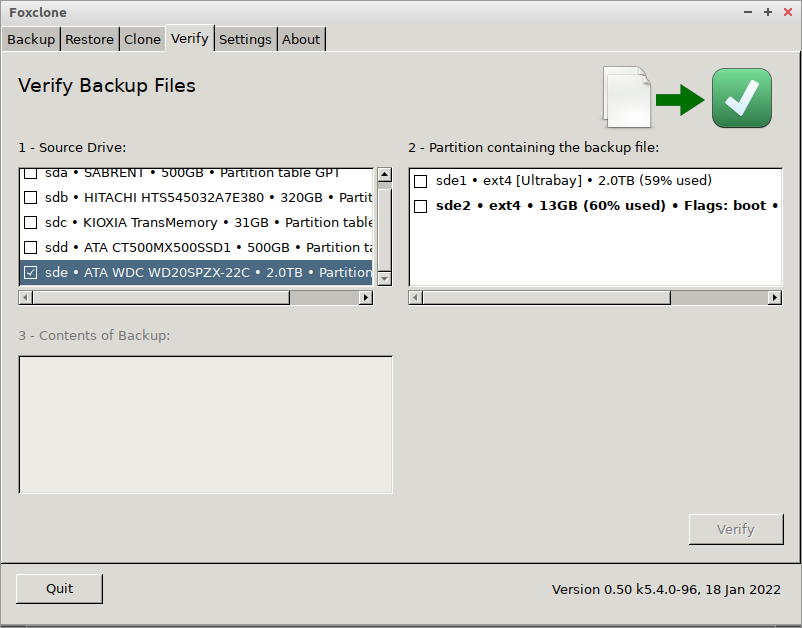 Foxclone
Backup Restore Clone Verify Settings About
Verify Backup Files
1 - Source Drive:
sda • SABRENT • 500GB • Partition table GPT
sdb • HITACHI HTS545032A7E380 • 320GB • Partit
sdc • KIOXIA TransMemory • 31GB • Partition table
sdd • ATA CT500MX500SSD1 • 500GB • Partition ta
sde • ATA WDC WD20SPZX-22C • 2.0TB • Partition
2 - Partition containing the backup file:
sde1 • ext4 [Ultrabay] • 2.0TB (59% used)
sde2 • ext4 • 13GB (60% used) • Flags: boot •
3 - Contents of Backup:
Verify
Quit
Version 0.50 k5.4.0-96, 18 Jan 2022